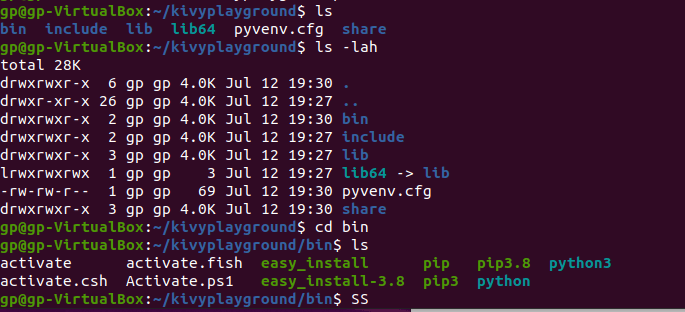 gp@gp-VirtualBox:~/kivyplayground$ ls
bin  include  lib  lib64  pyvenv.cfg  share
gp@gp-VirtualBox:~/kivyplayground$ ls -lah
total 28K
drwxrwxr-x  6 gp gp 4.0K Jul 12 19:30 .
drwxr-xr-x 26 gp gp 4.0K Jul 12 19:27 ..
drwxrwxr-x  2 gp gp 4.0K Jul 12 19:30 bin
drwxrwxr-x  2 gp gp 4.0K Jul 12 19:27 include
drwxrwxr-x  3 gp gp 4.0K Jul 12 19:27 lib
lrwxrwxrwx  1 gp gp    3 Jul 12 19:27 lib64 -> lib
-rw-rw-r--  1 gp gp   69 Jul 12 19:30 pyvenv.cfg
drwxrwxr-x  3 gp gp 4.0K Jul 12 19:30 share
gp@gp-VirtualBox:~/kivyplayground$ cd bin
gp@gp-VirtualBox:~/kivyplayground/bin$ ls
activate      activate.fish  easy_install      pip   pip3.8  python3
activate.csh  Activate.ps1   easy_install-3.8  pip3  python
gp@gp-VirtualBox:~/kivyplayground/bin$ SS